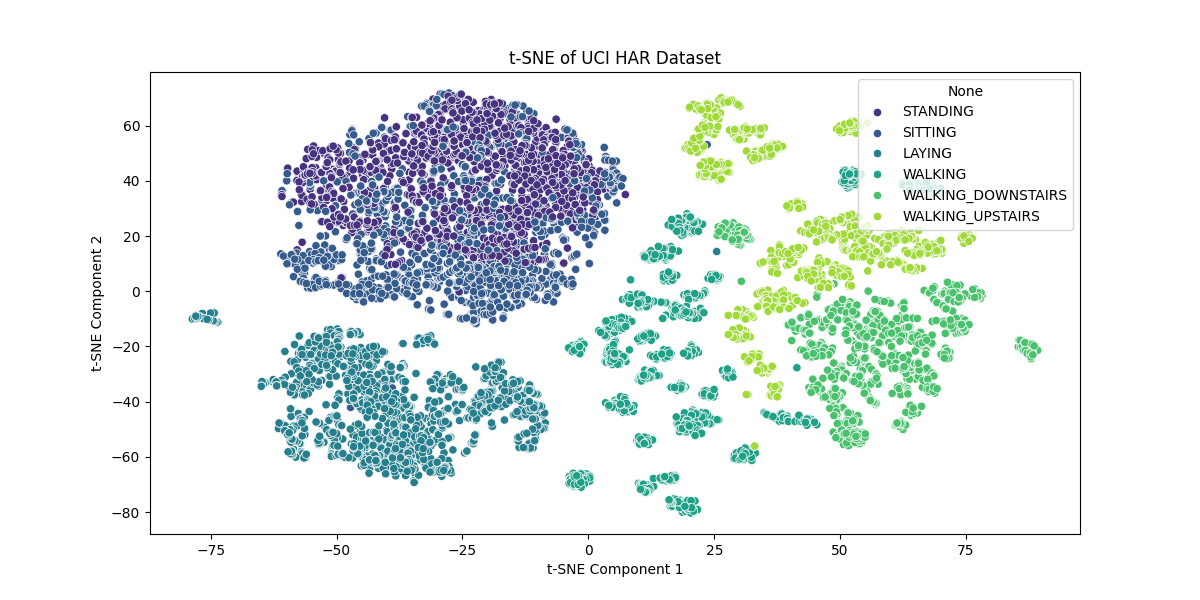 t-SNE of UCI HAR Dataset
None
STANDING
SITTING
LAYING
WALKING
WALKING_DOWNSTAIRS
WALKING_UPSTAIRS
t-SNE Component 2
60
40
20
0
−20
−40
−60
−80
−75
−50
−25
0
25
50
75
t-SNE Component 1